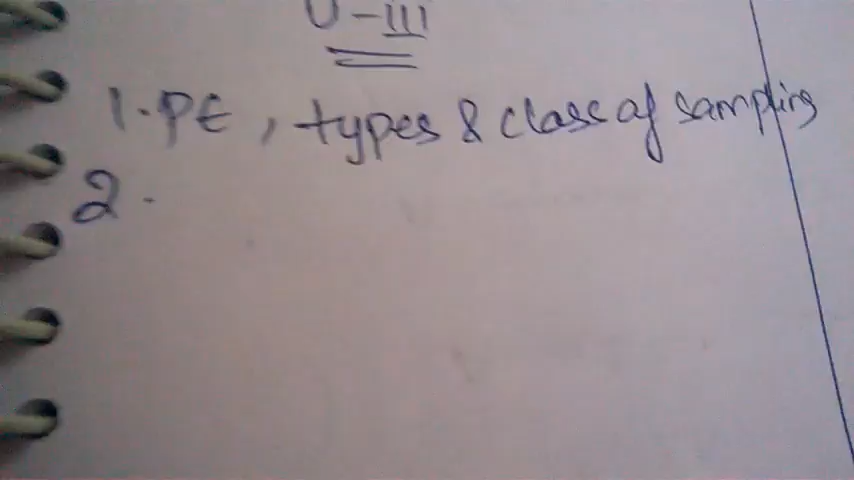 U-III
1. PE, types & class of sampling
2.